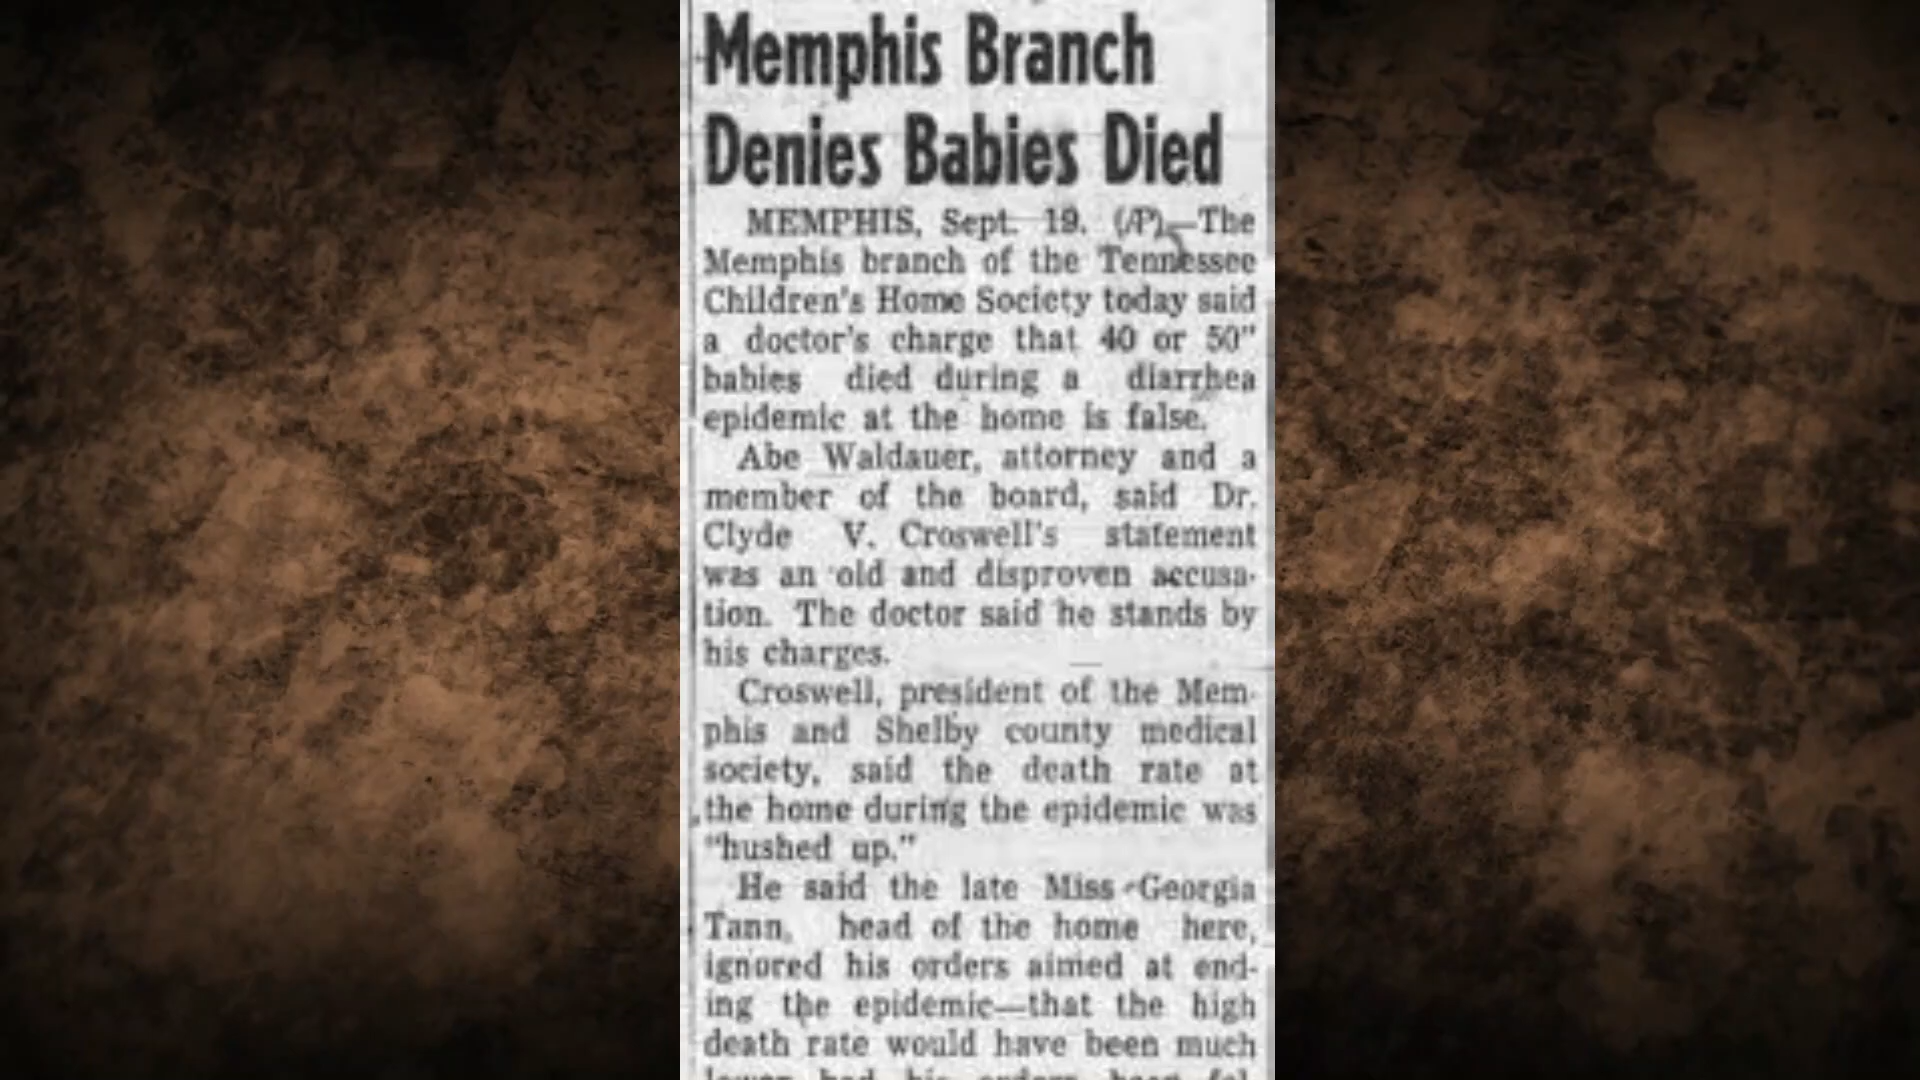 Memphis Branch
Denies Babies Died
MEMPHIS, Sept. 19. (AP)—The
Memphis branch of the Tennessee
Children's Home Society today said
a doctor's charge that 40 or 50"
babies died during a diarrhea
epidemic at the home is false.
Abe Waldauer, attorney and a
member of the board, said Dr.
Clyde V. Croswell's statement
was an old and disproven accusa-
tion. The doctor said he stands by
his charges.
Croswell, president of the Mem-
phis and Shelby county medical
society, said the death rate at
the home during the epidemic was
"hushed up."
He said the late Miss Georgia
Tann, head of the home here,
ignored his orders aimed at end-
ing the epidemic—that the high
death rate would have been much